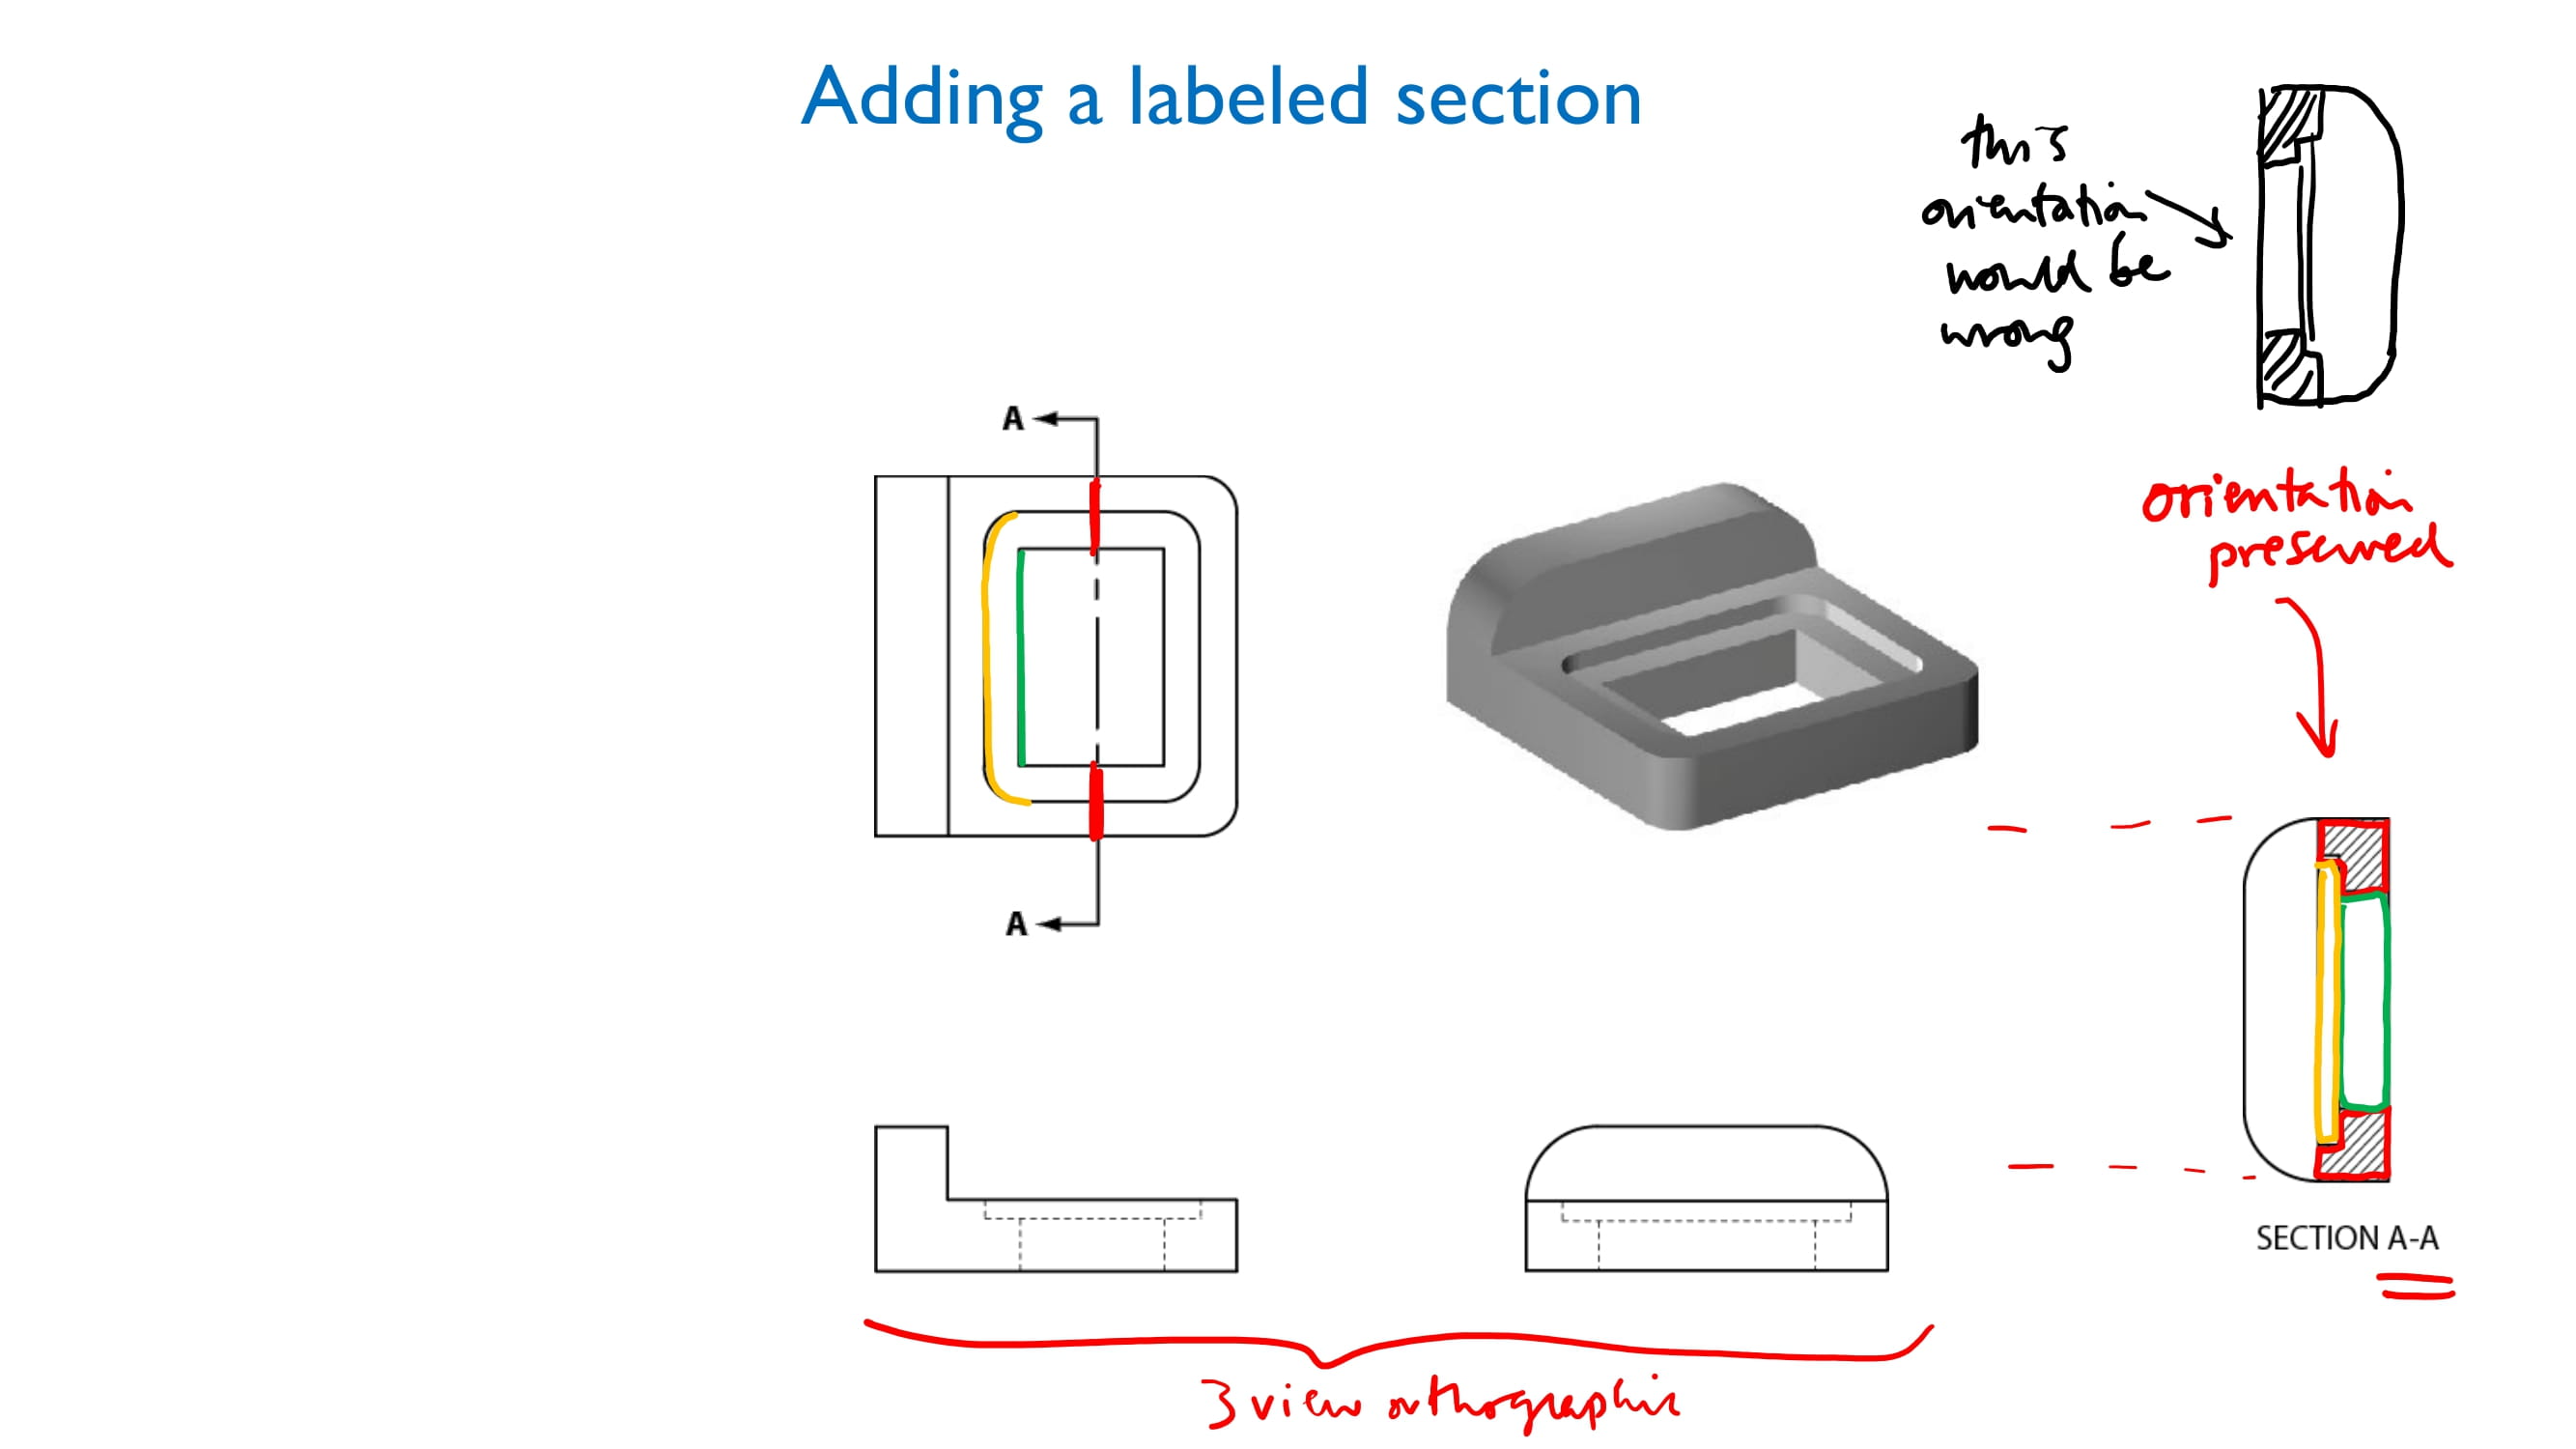 Adding a labeled section
this
orientation
would be
wrong
A
orientation
preserved
A
SECTION A-A
3 view orthographic